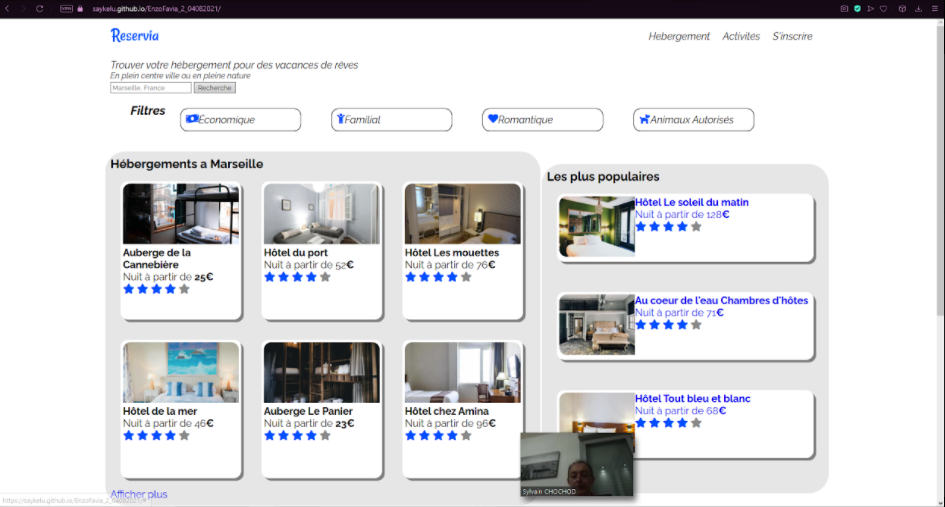 saykelu.github.io/EnzoFavia_2_04082021/
Reservia
Hebergement Activités S'inscrire
Trouver votre hébergement pour des vacances de rêves
En plein centre ville ou en pleine nature
Marseille, France Recherche
Filtres Économique Familial Romantique Animaux Autorisés
Hébergements a Marseille
Auberge de la
Cannebière
Nuit à partir de 25€
Hôtel du port
Nuit à partir de 52€
Hôtel Les mouettes
Nuit à partir de 76€
Hôtel de la mer
Nuit à partir de 46€
Auberge Le Panier
Nuit à partir de 23€
Hôtel chez Amina
Nuit à partir de 96€
Afficher plus
Les plus populaires
Hôtel Le soleil du matin
Nuit à partir de 128€
Au coeur de l'eau Chambres d'hôtes
Nuit à partir de 71€
Hôtel Tout bleu et blanc
Nuit à partir de 68€
Sylvain CHOCHOD
https://saykelu.github.io/EnzoFavia_2_04082021/#